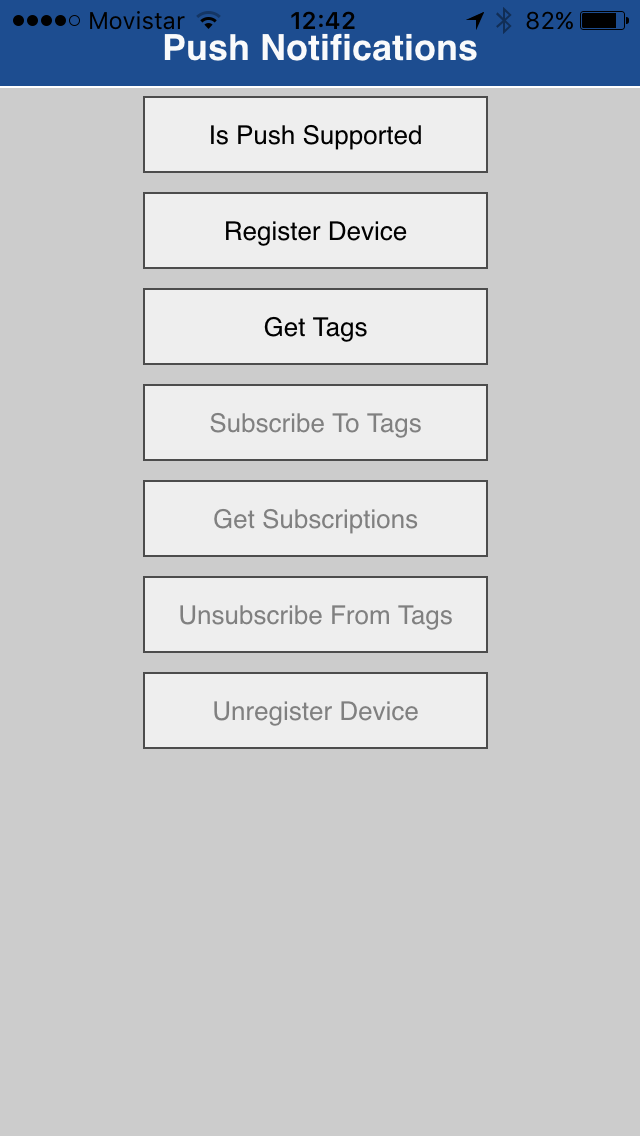 Movistar 12:42 82%
Push Notifications
Is Push Supported
Register Device
Get Tags
Subscribe To Tags
Get Subscriptions
Unsubscribe From Tags
Unregister Device